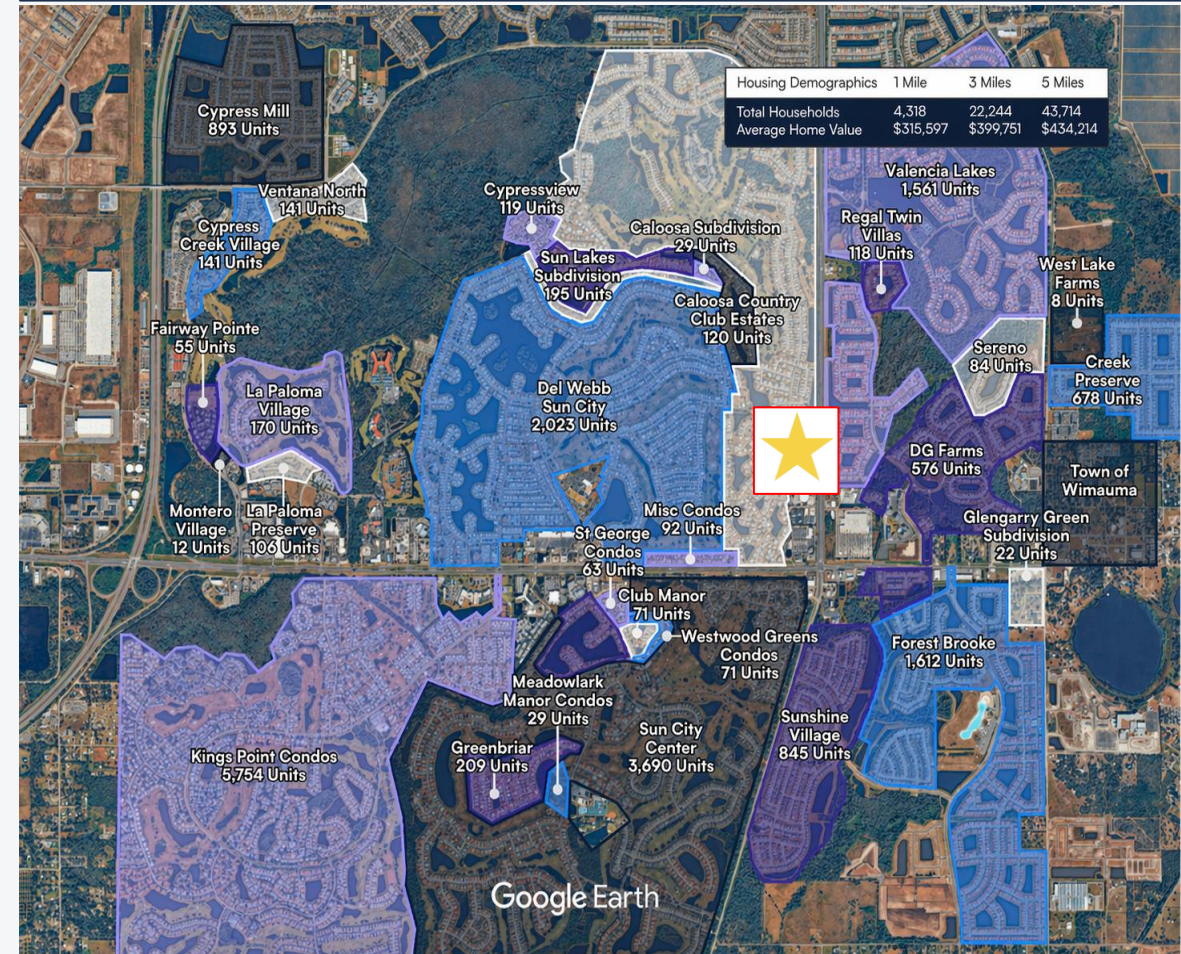 Housing Demographics 1 Mile 3 Miles 5 Miles
Total Households 4,318 22,244 43,714
Average Home Value $315,597 $399,751 $434,214
Cypress Mill
893 Units
Ventana North
141 Units
Cypress
Creek Village
141 Units
Cypressview
119 Units
Valencia Lakes
1,561 Units
Regal Twin
Villas
118 Units
Caloosa Subdivision
29 Units
Sun Lakes
Subdivision
195 Units
West Lake
Farms
8 Units
Caloosa Country
Club Estates
120 Units
Fairway Pointe
55 Units
Sereno
84 Units
Creek
Preserve
678 Units
La Paloma
Village
170 Units
Del Webb
Sun City
2,023 Units
DG Farms
576 Units
Town of
Wimauma
Montero
Village
12 Units
La Paloma
Preserve
106 Units
Misc Condos
92 Units
Glengarry Green
Subdivision
22 Units
St George
Condos
63 Units
Club Manor
71 Units
Westwood Greens
Condos
71 Units
Forest Brooke
1,612 Units
Meadowlark
Manor Condos
29 Units
Sunshine
Village
845 Units
Sun City
Center
3,690 Units
Greenbriar
209 Units
Kings Point Condos
5,754 Units
Google Earth